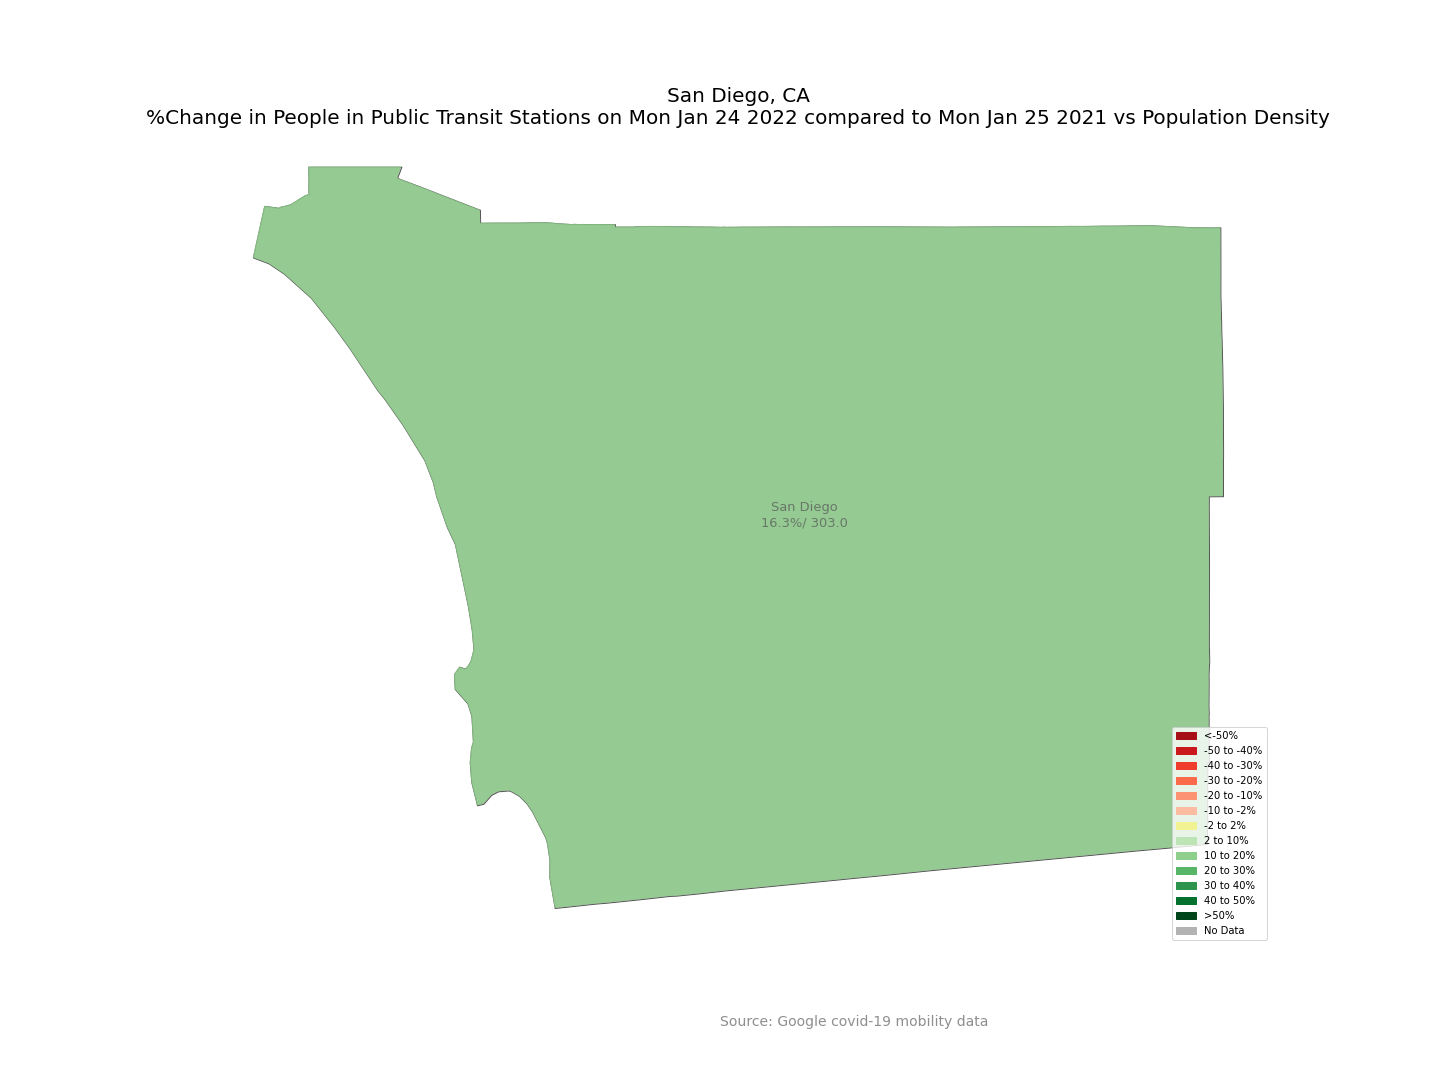 San Diego, CA
%Change in People in Public Transit Stations on Mon Jan 24 2022 compared to Mon Jan 25 2021 vs Population Density
San Diego
16.3%/ 303.0
<-50%
-50 to -40%
-40 to -30%
-30 to -20%
-20 to -10%
-10 to -2%
-2 to 2%
2 to 10%
10 to 20%
20 to 30%
30 to 40%
40 to 50%
>50%
No Data
Source: Google covid-19 mobility data